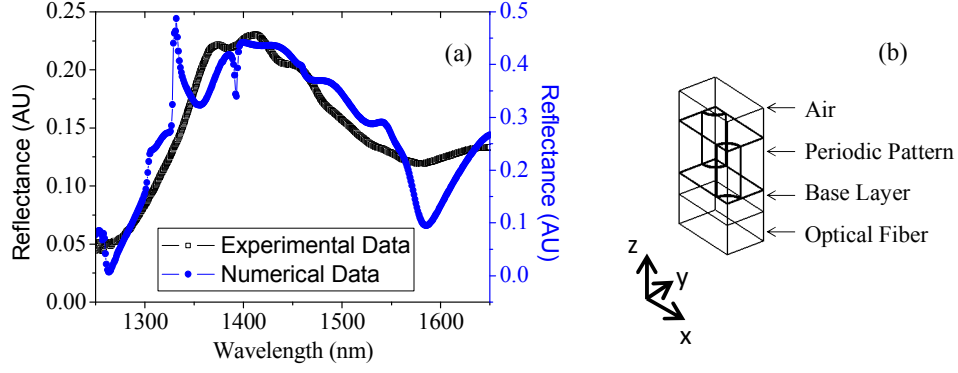 0.25
0.20
0.15
0.10
0.05
0.00
Reflectance (AU)
(a)
0.5
0.4
0.3
0.2
0.1
0.0
Reflectance (AU)
Experimental Data
Numerical Data
1300 1400 1500 1600
Wavelength (nm)
(b)
Air
Periodic Pattern
Base Layer
Optical Fiber
z
y
x